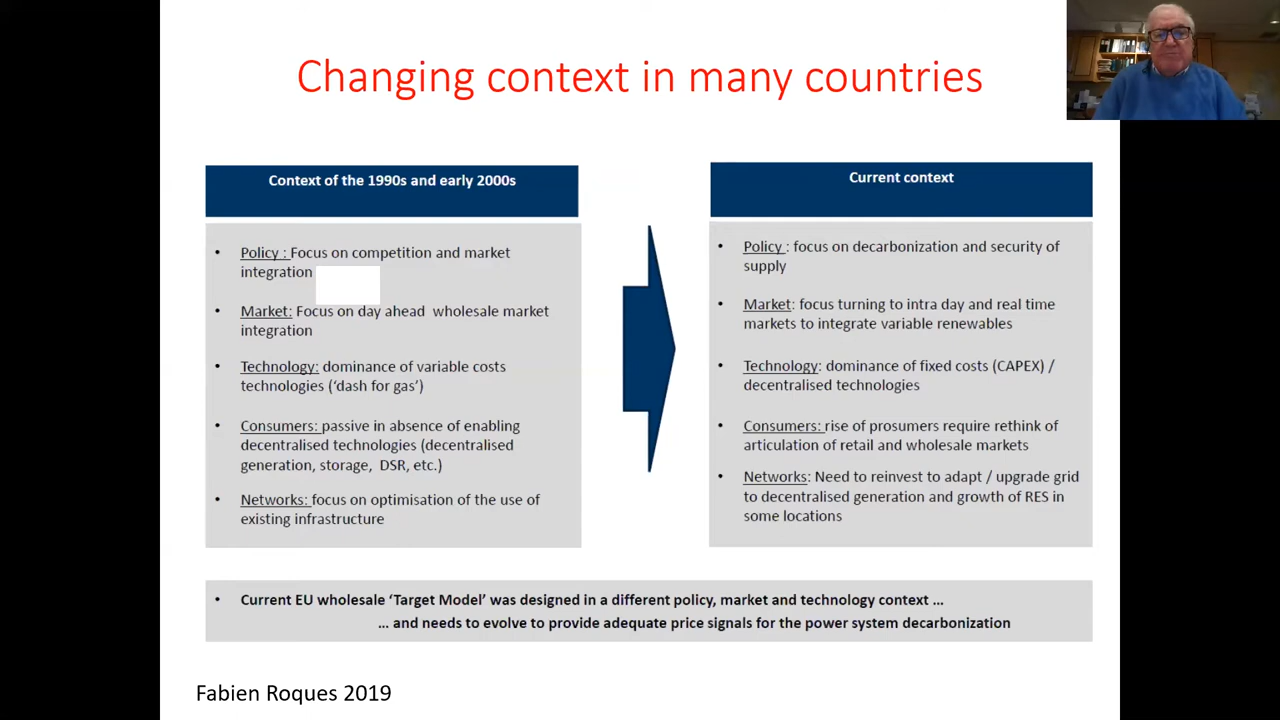 Changing context in many countries
Context of the 1990s and early 2000s
• Policy : Focus on competition and market
integration
• Market: Focus on day ahead wholesale market
integration
• Technology: dominance of variable costs
technologies (‘dash for gas’)
• Consumers: passive in absence of enabling
decentralised technologies (decentralised
generation, storage, DSR, etc.)
• Networks: focus on optimisation of the use of
existing infrastructure
Current context
• Policy : focus on decarbonization and security of
supply
• Market: focus turning to intra day and real time
markets to integrate variable renewables
• Technology: dominance of fixed costs (CAPEX) /
decentralised technologies
• Consumers: rise of prosumers require rethink of
articulation of retail and wholesale markets
• Networks: Need to reinvest to adapt / upgrade grid
to decentralised generation and growth of RES in
some locations
• Current EU wholesale ‘Target Model’ was designed in a different policy, market and technology context ...
... and needs to evolve to provide adequate price signals for the power system decarbonization
Fabien Roques 2019